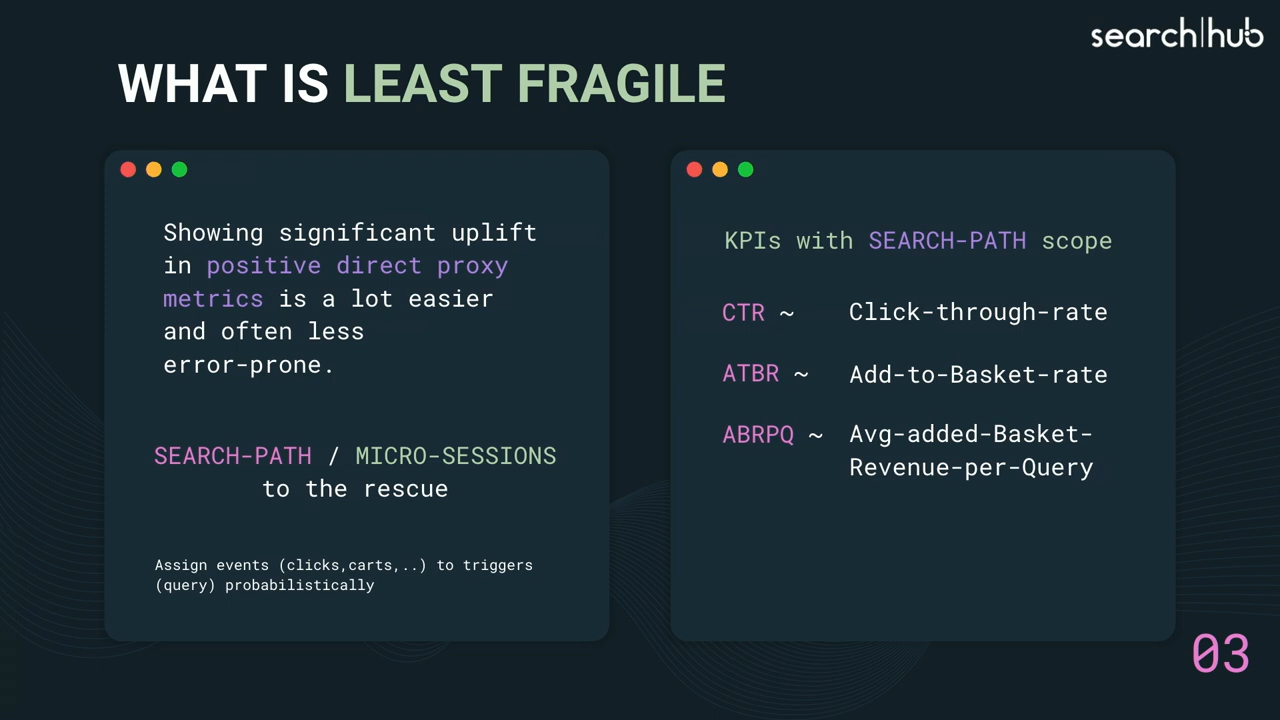 search|hub
WHAT IS LEAST FRAGILE
Showing significant uplift
in positive direct proxy
metrics is a lot easier
and often less
error-prone.
SEARCH-PATH / MICRO-SESSIONS
to the rescue
Assign events (clicks,carts,..) to triggers
(query) probabilistically
KPIs with SEARCH-PATH scope
CTR ~ Click-through-rate
ATBR ~ Add-to-Basket-rate
ABRPQ ~ Avg-added-Basket-
Revenue-per-Query
03